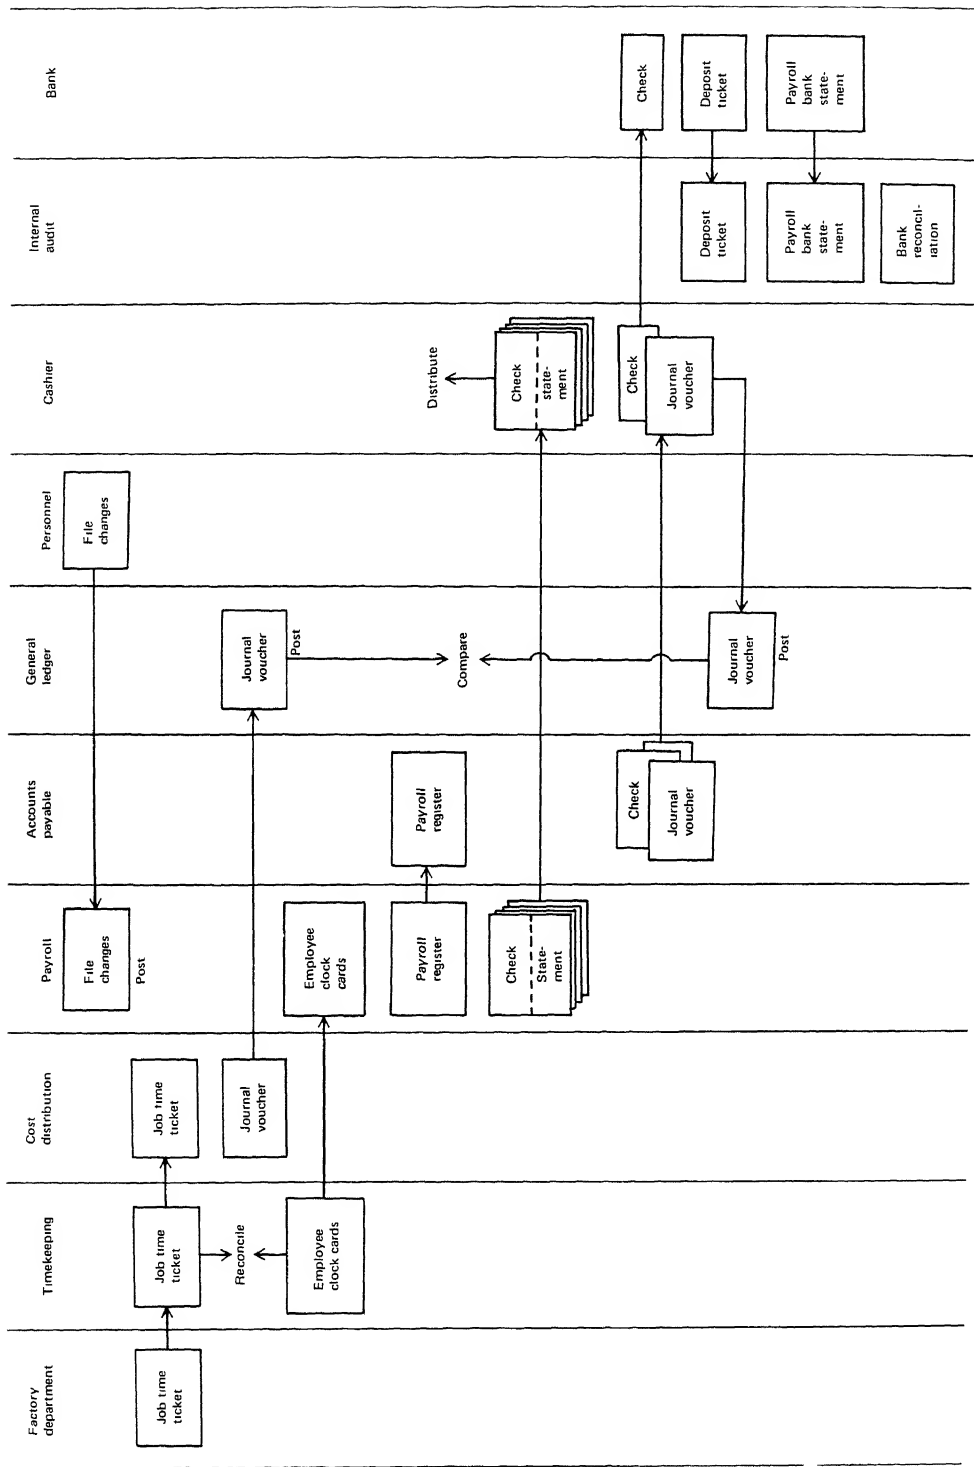 Factory
department
Timekeeping
Cost
distribution
Payroll
Accounts
payable
General
ledger
Personnel
Cashier
Internal
audit
Bank
File
changes
Post
File
changes
Job time
ticket
Job time
ticket
Job time
ticket
Reconcile
Employee
clock cards
Journal
voucher
Journal
voucher
Post
Employee
clock
cards
Payroll
register
Payroll
register
Compare
Check
State-
ment
Check
state-
ment
Distribute
Check
Journal
voucher
Check
Journal
voucher
Check
Journal
voucher
Post
Deposit
ticket
Deposit
ticket
Payroll
bank
state-
ment
Payroll
bank
state-
ment
Bank
reconcil-
iation